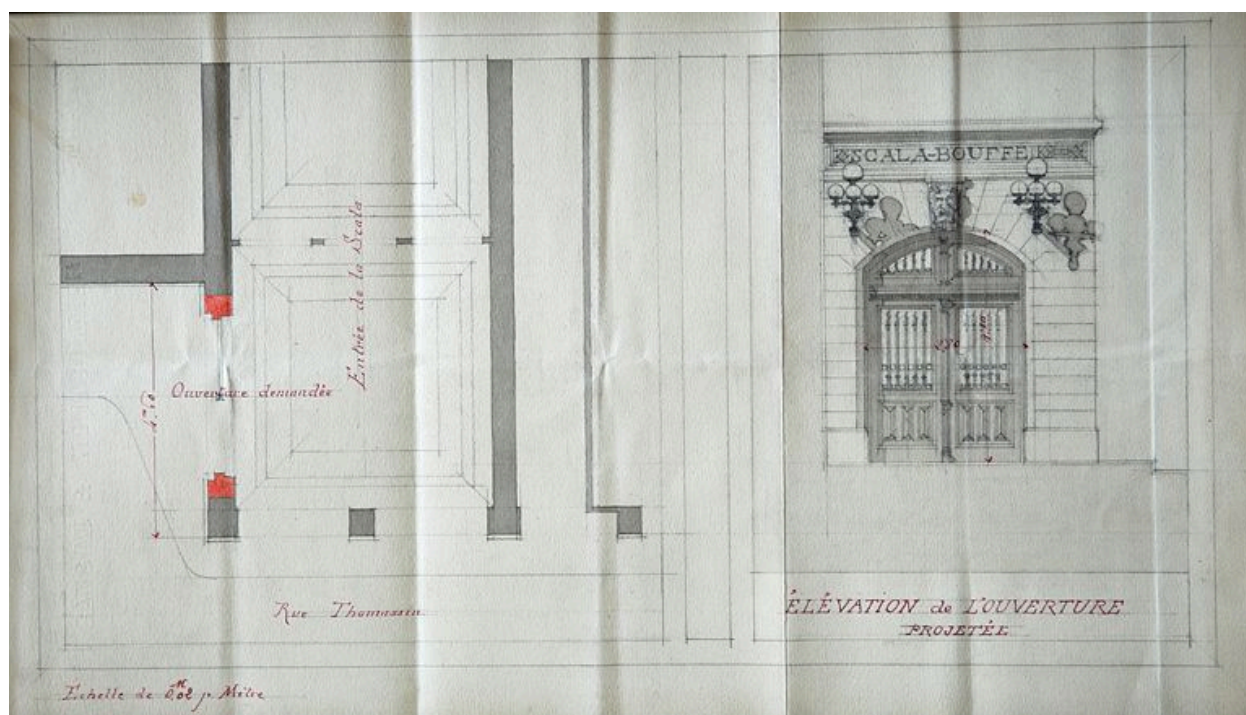 Entrée de la Scala
Ouverture demandée
Rue Thomassin
Echelle de 0,02 p. Mètre
SCALA-BOUFFE
ÉLÉVATION de L'OUVERTURE
PROJETÉE